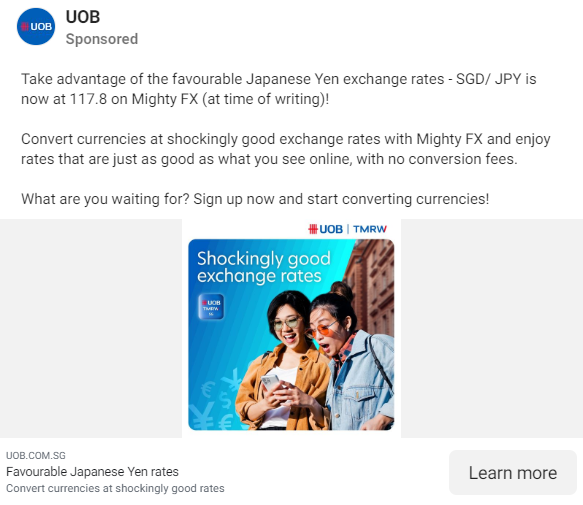 UOB
UOB
Sponsored
Take advantage of the favourable Japanese Yen exchange rates - SGD/ JPY is
now at 117.8 on Mighty FX (at time of writing)!
Convert currencies at shockingly good exchange rates with Mighty FX and enjoy
rates that are just as good as what you see online, with no conversion fees.
What are you waiting for? Sign up now and start converting currencies!
UOB | TMRW
Shockingly good
exchange rates
UOB
TMRW
UOB.COM.SG
Favourable Japanese Yen rates
Convert currencies at shockingly good rates
Learn more